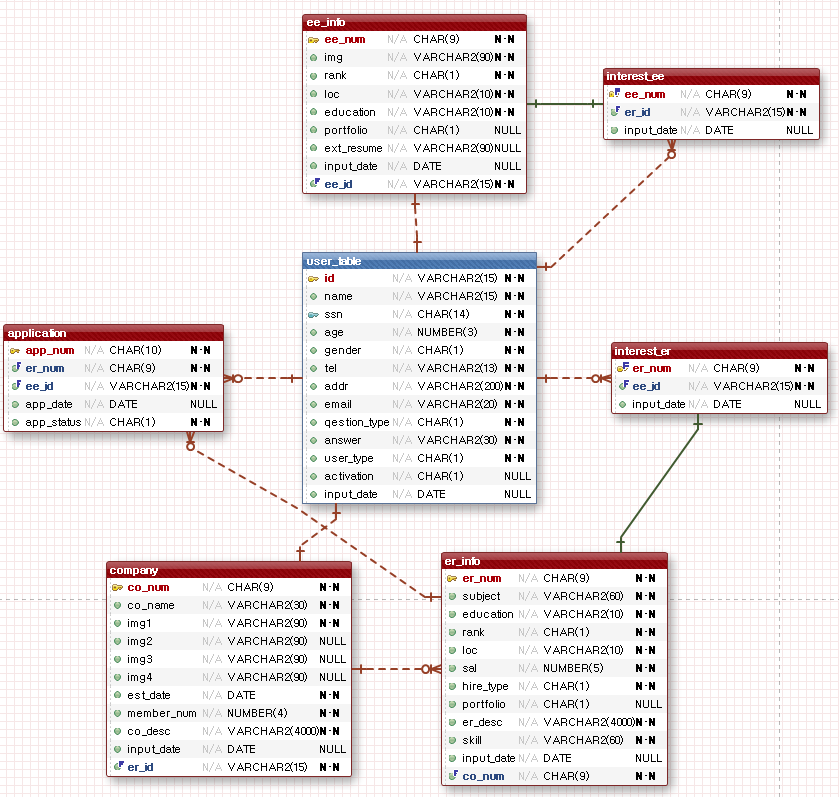 ee_info
ee_num N/A CHAR(9) N-N
img N/A VARCHAR2(90) N-N
rank N/A CHAR(1) N-N
loc N/A VARCHAR2(10) N-N
education N/A VARCHAR2(10) N-N
portfolio N/A CHAR(1) NULL
ext_resume N/A VARCHAR2(90) NULL
input_date N/A DATE NULL
ee_id N/A VARCHAR2(15) N-N
interest_ee
ee_num N/A CHAR(9) N-N
er_id N/A VARCHAR2(15) N-N
input_date N/A DATE NULL
user_table
id N/A VARCHAR2(15) N-N
name N/A VARCHAR2(15) N-N
ssn N/A CHAR(14) N-N
age N/A NUMBER(3) N-N
gender N/A CHAR(1) N-N
tel N/A VARCHAR2(13) N-N
addr N/A VARCHAR2(200) N-N
email N/A VARCHAR2(20) N-N
qestion_type N/A CHAR(1) N-N
answer N/A VARCHAR2(30) N-N
user_type N/A CHAR(1) N-N
activation N/A CHAR(1) NULL
input_date N/A DATE NULL
application
app_num N/A CHAR(10) N-N
er_num N/A CHAR(9) N-N
ee_id N/A VARCHAR2(15) N-N
app_date N/A DATE NULL
app_status N/A CHAR(1) N-N
interest_er
er_num N/A CHAR(9) N-N
ee_id N/A VARCHAR2(15) N-N
input_date N/A DATE NULL
company
co_num N/A CHAR(9) N-N
co_name N/A VARCHAR2(30) N-N
img1 N/A VARCHAR2(90) N-N
img2 N/A VARCHAR2(90) NULL
img3 N/A VARCHAR2(90) NULL
img4 N/A VARCHAR2(90) NULL
est_date N/A DATE N-N
member_num N/A NUMBER(4) N-N
co_desc N/A VARCHAR2(4000) N-N
input_date N/A DATE NULL
er_id N/A VARCHAR2(15) N-N
er_info
er_num N/A CHAR(9) N-N
subject N/A VARCHAR2(60) N-N
education N/A VARCHAR2(10) N-N
rank N/A CHAR(1) N-N
loc N/A VARCHAR2(10) N-N
sal N/A NUMBER(5) N-N
hire_type N/A CHAR(1) N-N
portfolio N/A CHAR(1) NULL
er_desc N/A VARCHAR2(4000) N-N
skill N/A VARCHAR2(60) N-N
input_date N/A DATE NULL
co_num N/A CHAR(9) N-N